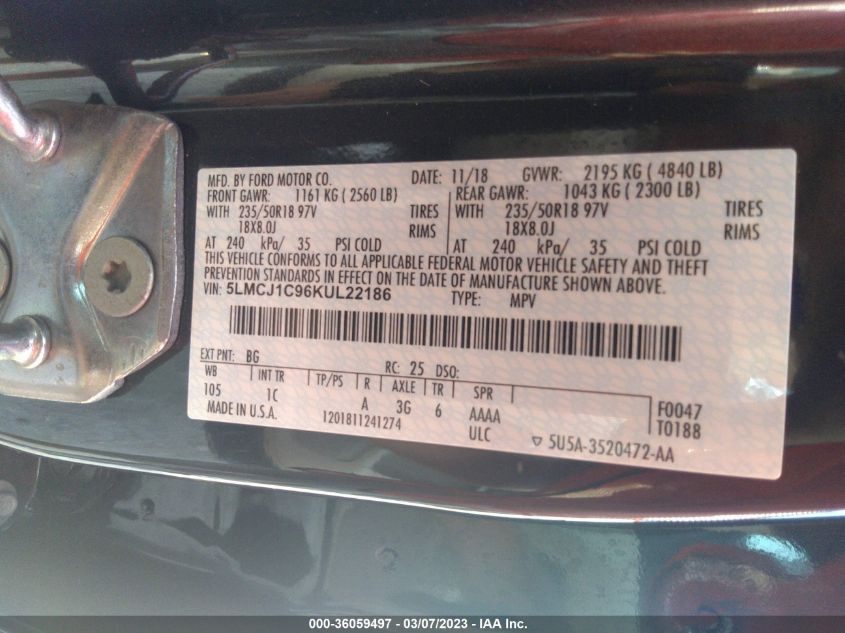 MFD. BY FORD MOTOR CO. DATE: 11/18 GVWR: 2195 KG ( 4840 LB)
FRONT GAWR: 1161 KG ( 2560 LB) REAR GAWR: 1043 KG ( 2300 LB)
WITH 235/50R18 97V TIRES WITH 235/50R18 97V TIRES
18X8.0J RIMS 18X8.0J RIMS
AT 240 kPa/ 35 PSI COLD AT 240 kPa/ 35 PSI COLD
THIS VEHICLE CONFORMS TO ALL APPLICABLE FEDERAL MOTOR VEHICLE SAFETY AND THEFT
PREVENTION STANDARDS IN EFFECT ON THE DATE OF MANUFACTURE SHOWN ABOVE.
VIN: 5LMCJ1C96KUL22186 TYPE: MPV
EXT PNT: BG RC: 25 DSO:
WB INT TR TP/PS R AXLE TR SPR
105 1C A 3G 6 AAAA F0047
MADE IN U.S.A. 1201811241274 ULC T0188
▽ 5U5A-3520472-AA
000-36059497 - 03/07/2023 - IAA Inc.